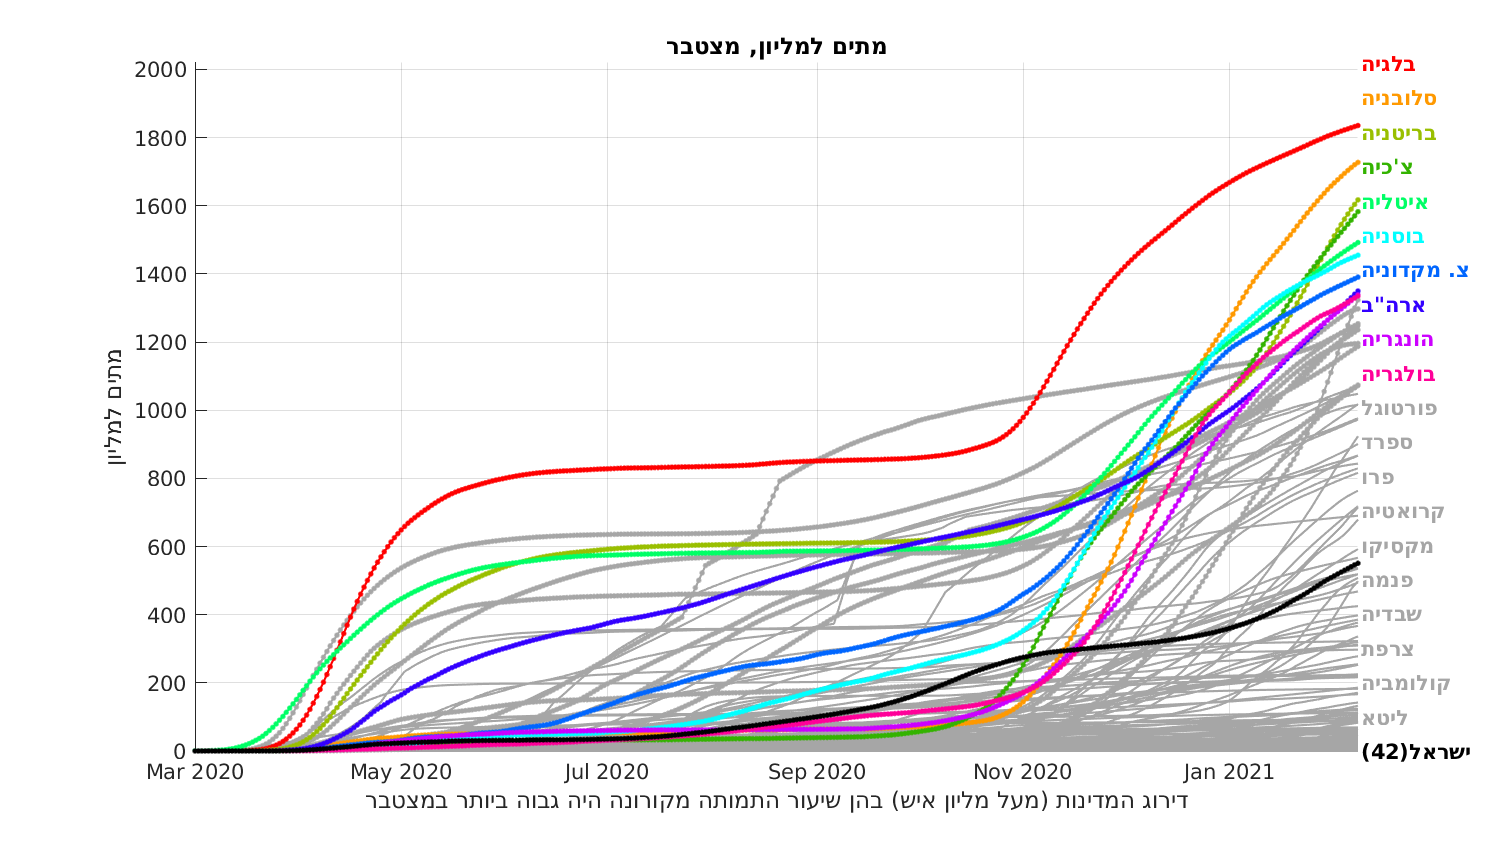 מתים למליון, מצטבר
2000
1800
1600
1400
1200
1000
800
600
400
200
0
מתים למליון
Mar 2020
May 2020
Jul 2020
Sep 2020
Nov 2020
Jan 2021
דירוג המדינות (מעל מליון איש) בהן שיעור התמותה מקורונה היה גבוה ביותר במצטבר
בלגיה
סלובניה
בריטניה
צ'כיה
איטליה
בוסניה
צ. מקדוניה
ארה"ב
הונגריה
בולגריה
פורטוגל
ספרד
פרו
קרואטיה
מקסיקו
פנמה
שבדיה
צרפת
קולומביה
ליטא
ישראל(42)